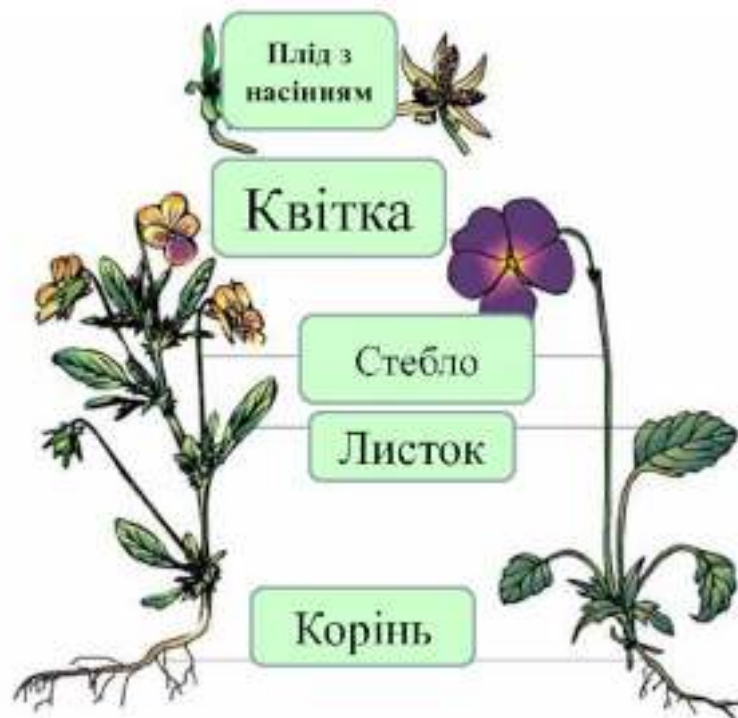 Плід з
насінням
Квітка
Стебло
Листок
Корінь